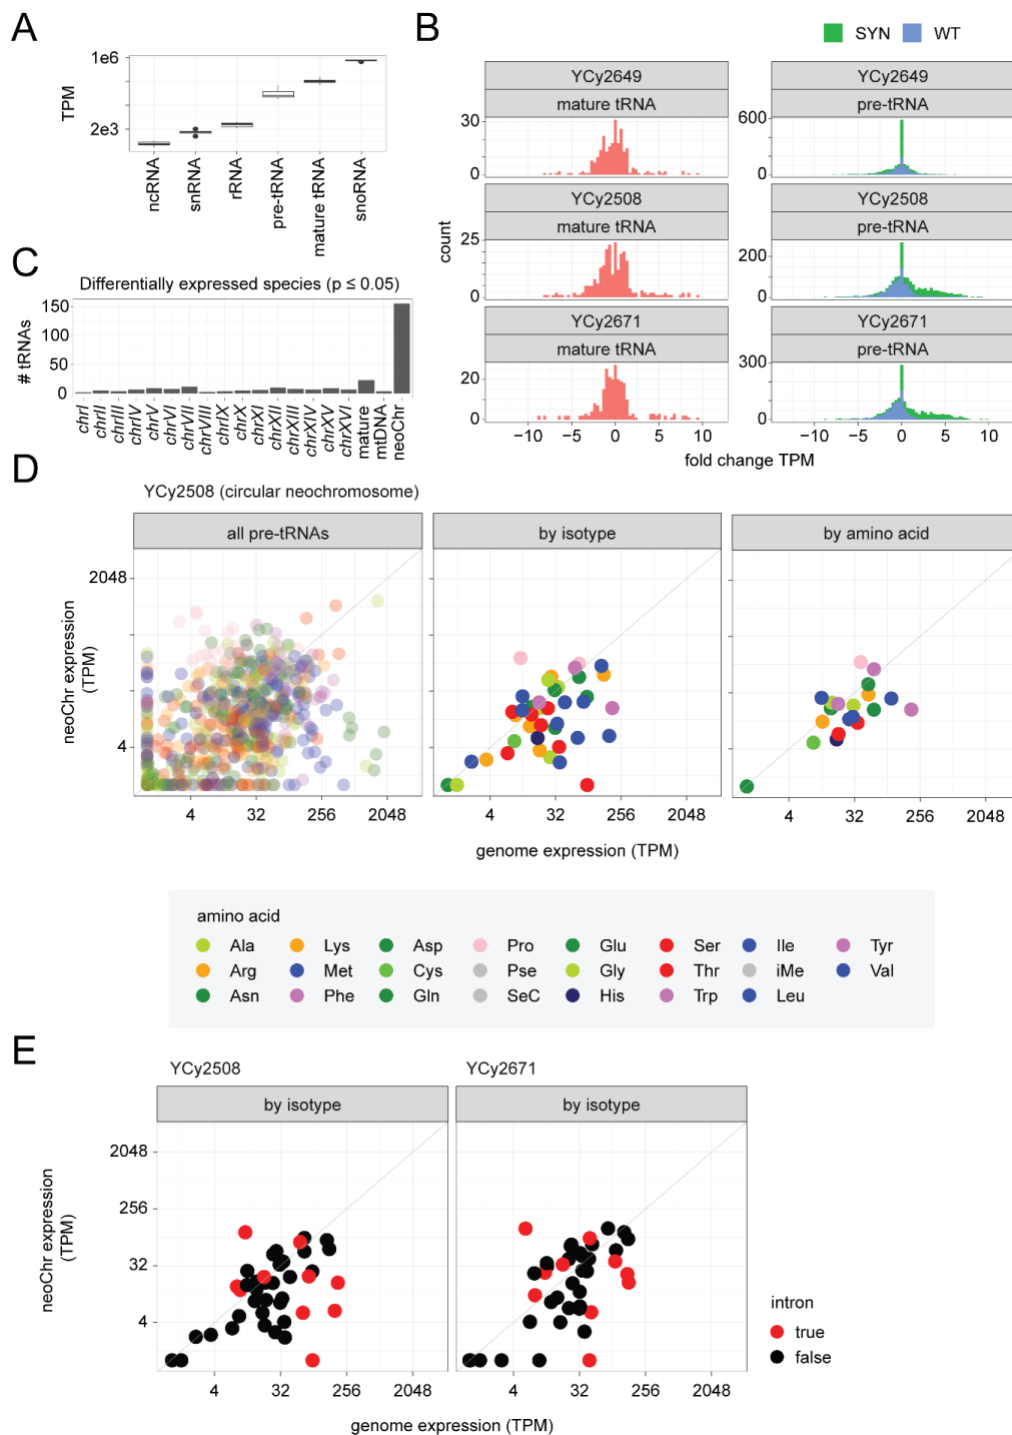 A
1e6
2e3
TPM
ncRNA
snRNA
rRNA
pre-tRNA
mature tRNA
snoRNA
B
SYN WT
YCy2649
mature tRNA
30
0
YCy2508
mature tRNA
25
0
YCy2671
mature tRNA
20
0
YCy2649
pre-tRNA
600
0
YCy2508
pre-tRNA
200
0
YCy2671
pre-tRNA
300
0
count
−10 −5 0 5 10
−10 −5 0 5 10
fold change TPM
C
Differentially expressed species (p ≤ 0.05)
150
100
50
0
# tRNAs
chrI
chrII
chrIII
chrIV
chrV
chrVI
chrVII
chrVIII
chrIX
chrX
chrXI
chrXII
chrXIII
chrXIV
chrXV
chrXVI
mature
mtDNA
neoChr
D
YCy2508 (circular neochromosome)
all pre-tRNAs
by isotype
by amino acid
2048
4
neoChr expression
(TPM)
4 32 256 2048
4 32 256 2048
4 32 256 2048
genome expression (TPM)
amino acid
Ala Lys Asp Pro Glu Ser Ile Tyr
Arg Met Cys Pse Gly Thr iMe Val
Asn Phe Gln SeC His Trp Leu
E
YCy2508
YCy2671
by isotype
by isotype
2048
256
32
4
neoChr expression
(TPM)
4 32 256 2048
4 32 256 2048
genome expression (TPM)
intron
true
false